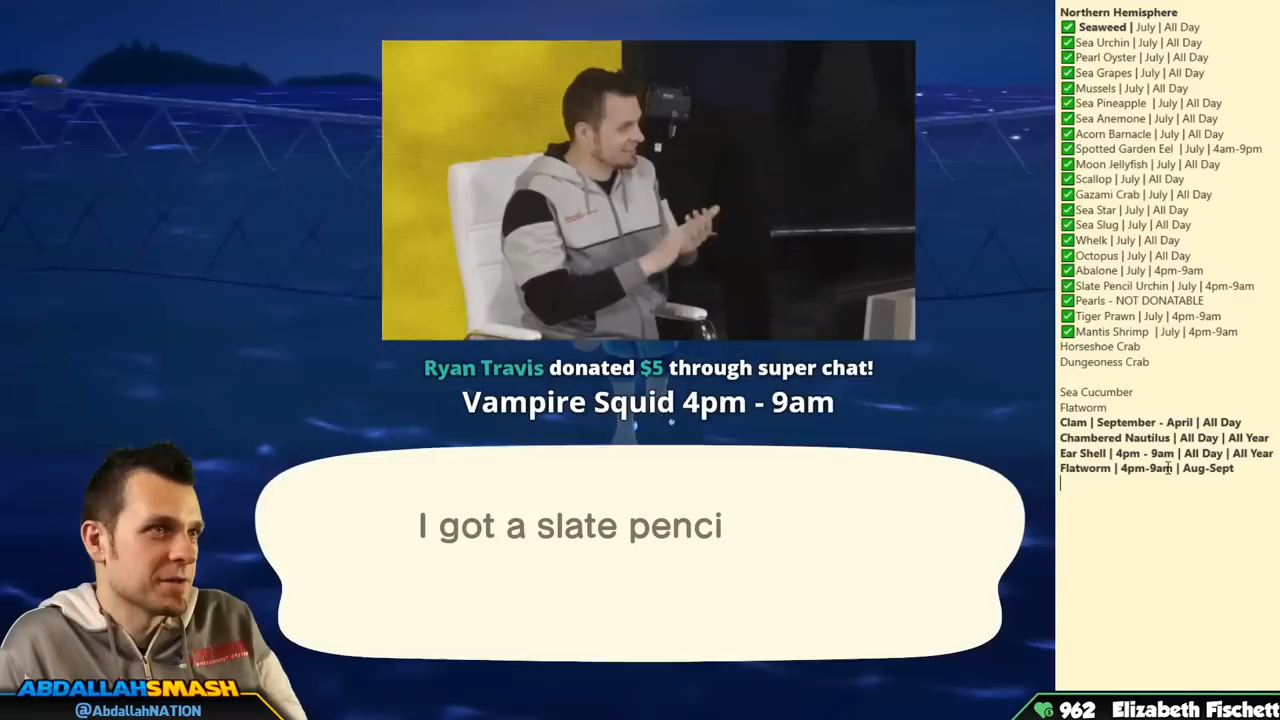 Northern Hemisphere
✅ Seaweed | July | All Day
✅Sea Urchin | July | All Day
✅Pearl Oyster | July | All Day
✅Sea Grapes | July | All Day
✅Mussels | July | All Day
✅Sea Pineapple | July | All Day
✅Sea Anemone | July | All Day
✅Acorn Barnacle | July | All Day
✅Spotted Garden Eel | July | 4am-9pm
✅Moon Jellyfish | July | All Day
✅Scallop | July | All Day
✅Gazami Crab | July | All Day
✅Sea Star | July | All Day
✅Sea Slug | July | All Day
✅Whelk | July | All Day
✅Octopus | July | All Day
✅Abalone | July | 4pm-9am
✅Slate Pencil Urchin | July | 4pm-9am
✅Pearls - NOT DONATABLE
✅Tiger Prawn | July | 4pm-9am
✅Mantis Shrimp | July | 4pm-9am
Horseshoe Crab
Dungeoness Crab
Sea Cucumber
Flatworm
Clam | September - April | All Day
Chambered Nautilus | All Day | All Year
Ear Shell | 4pm - 9am | All Day | All Year
Flatworm | 4pm-9am | Aug-Sept
Ryan Travis donated $5 through super chat!
Vampire Squid 4pm - 9am
I got a slate penci
ABDALLAHSMASH
@AbdallahNATION
962 Elizabeth Fischett